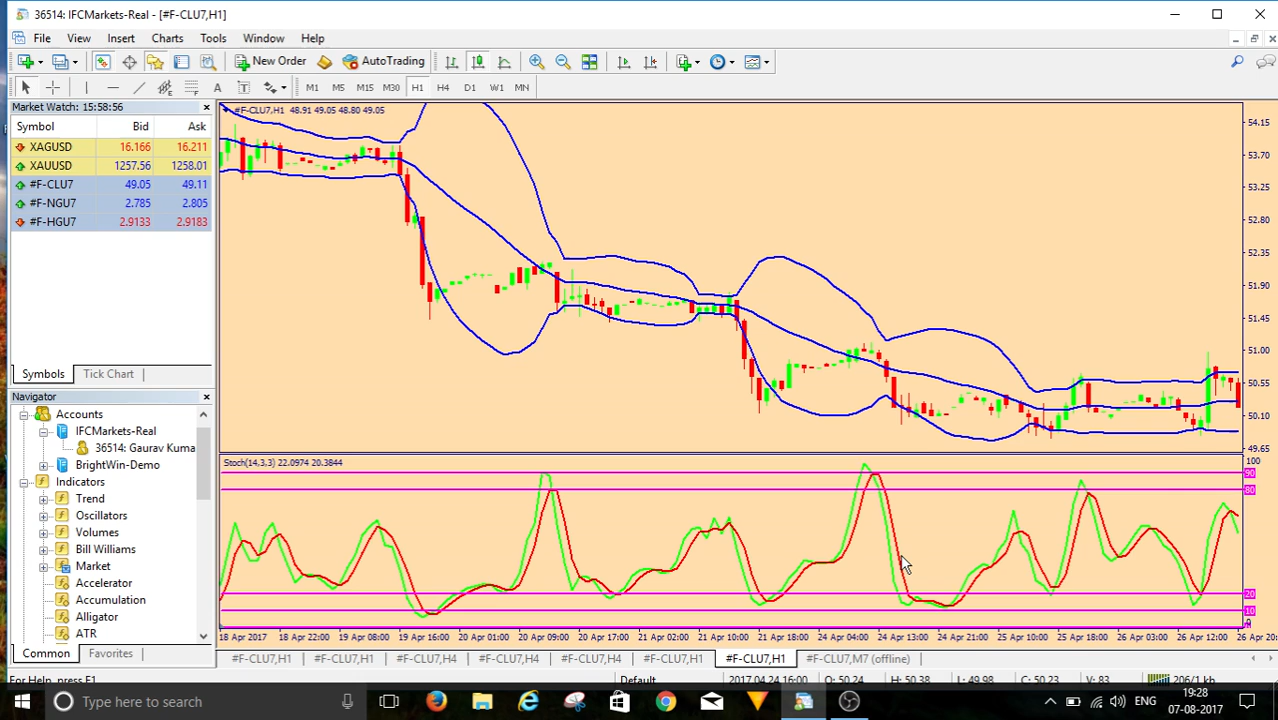 36514: IFCMarkets-Real - [#F-CLU7,H1]
File View Insert Charts Tools Window Help
New Order AutoTrading
A T M1 M5 M15 M30 H1 H4 D1 W1 MN
Market Watch: 15:58:56
Symbol Bid Ask
XAGUSD 16.166 16.211
XAUUSD 1257.56 1258.01
#F-CLU7 49.05 49.11
#F-NGU7 2.785 2.805
#F-HGU7 2.9133 2.9183
Symbols Tick Chart
Navigator
Accounts
IFCMarkets-Real
36514: Gaurav Kuma
BrightWin-Demo
Indicators
Trend
Oscillators
Volumes
Bill Williams
Market
Accelerator
Accumulation
Alligator
ATR
Common Favorites
#F-CLU7,H1 48.91 49.05 48.80 49.05
54.15
53.70
53.25
52.80
52.35
51.90
51.45
51.00
50.55
50.10
49.65
Stoch(14,3,3) 22.0974 20.3844
100
90
80
20
10
0
18 Apr 2017 18 Apr 22:00 19 Apr 08:00 19 Apr 16:00 20 Apr 01:00 20 Apr 09:00 20 Apr 17:00 21 Apr 02:00 21 Apr 10:00 21 Apr 18:00 24 Apr 04:00 24 Apr 13:00 24 Apr 21:00 25 Apr 10:00 25 Apr 18:00 26 Apr 03:00 26 Apr 12:00 26 Apr 20:
#F-CLU7,H1 #F-CLU7,H1 #F-CLU7,H4 #F-CLU7,H4 #F-CLU7,H4 #F-CLU7,H1 #F-CLU7,H1 #F-CLU7,M7 (offline)
For Help, press F1 Default 2017.04.24 16:00 O: 50.24 H: 50.38 L: 49.98 C: 50.23 V: 83 206/1 kb
Type here to search ENG 19:28
07-08-2017